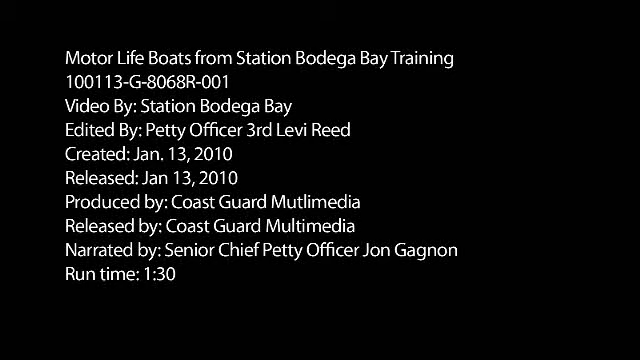 Motor Life Boats from Station Bodega Bay Training
100113-G-8068R-001
Video By: Station Bodega Bay
Edited By: Petty Officer 3rd Levi Reed
Created: Jan. 13, 2010
Released: Jan 13, 2010
Produced by: Coast Guard Mutlimedia
Released by: Coast Guard Multimedia
Narrated by: Senior Chief Petty Officer Jon Gagnon
Run time: 1:30